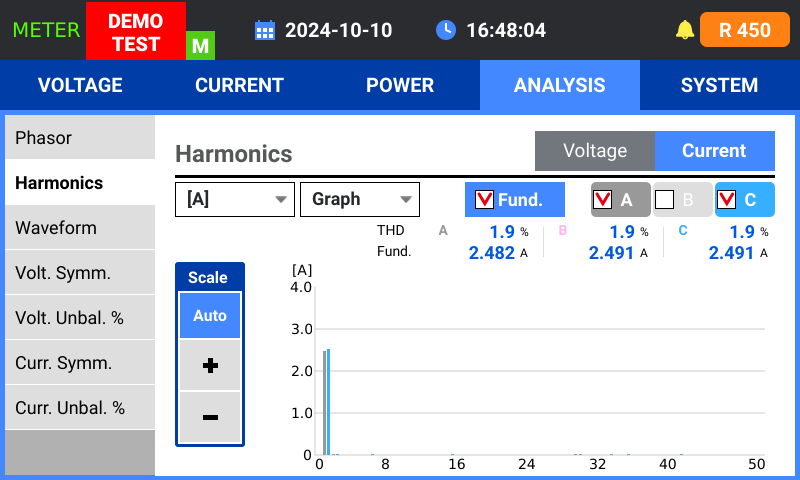 METER DEMO TEST M 2024-10-10 16:48:04 R 450
VOLTAGE CURRENT POWER ANALYSIS SYSTEM
Phasor
Harmonics
Waveform
Volt. Symm.
Volt. Unbal. %
Curr. Symm.
Curr. Unbal. %
Harmonics Voltage Current
[A] Graph Fund. A B C
THD A 1.9 % B 1.9 % C 1.9 %
Fund. 2.482 A 2.491 A 2.491 A
Scale
Auto
+
−
[A]
4.0
3.0
2.0
1.0
0
0 8 16 24 32 40 50